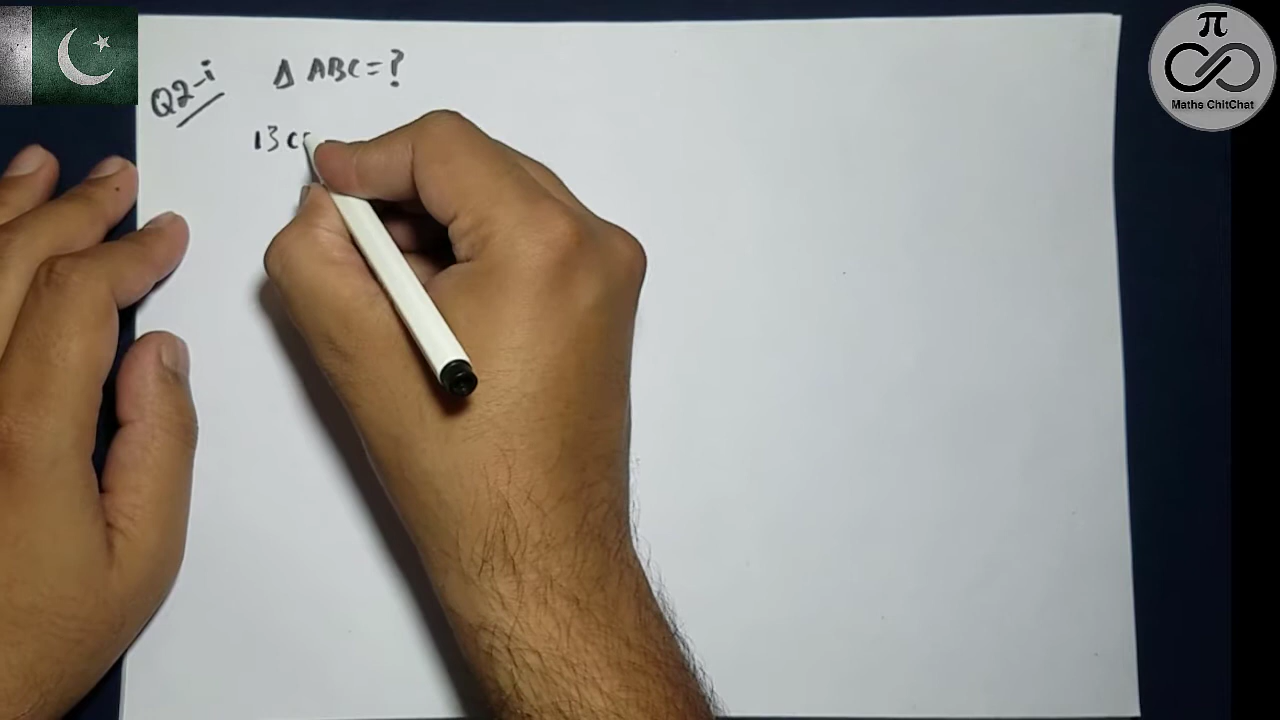 Q2-i
Δ ABC = ?
13 c
π
Maths ChitChat